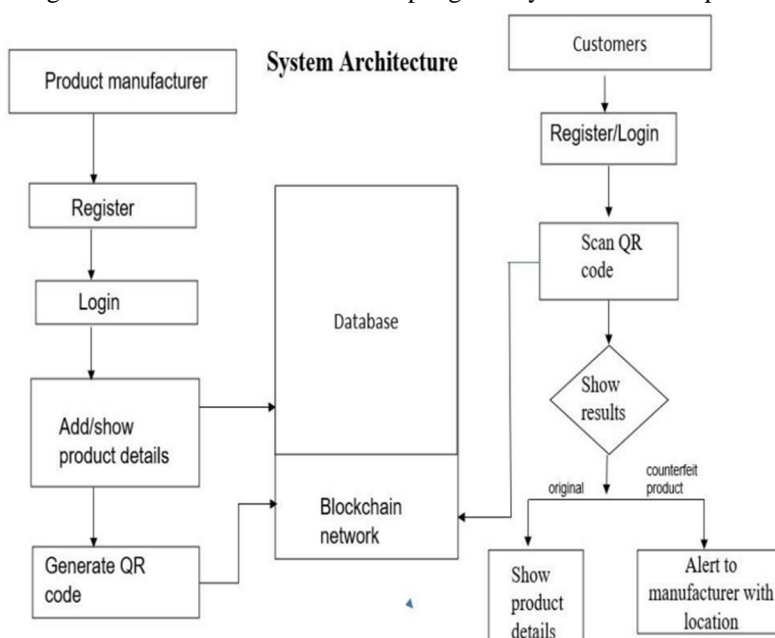 System Architecture
Product manufacturer
Register
Login
Add/show
product details
Generate QR
code
Database
Blockchain
network
Customers
Register/Login
Scan QR
code
Show
results
original
counterfeit
product
Show
product
details
Alert to
manufacturer with
location